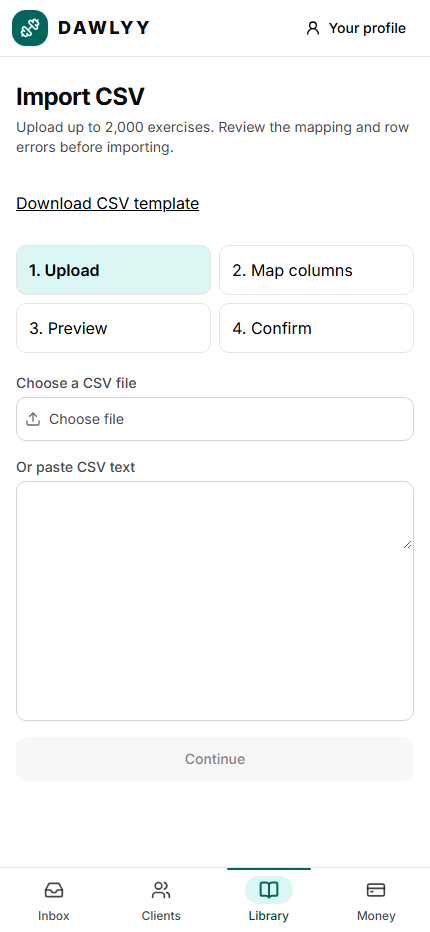 DAWLYY
Your profile
Import CSV
Upload up to 2,000 exercises. Review the mapping and row
errors before importing.
Download CSV template
1. Upload
2. Map columns
3. Preview
4. Confirm
Choose a CSV file
Choose file
Or paste CSV text
Continue
Inbox
Clients
Library
Money